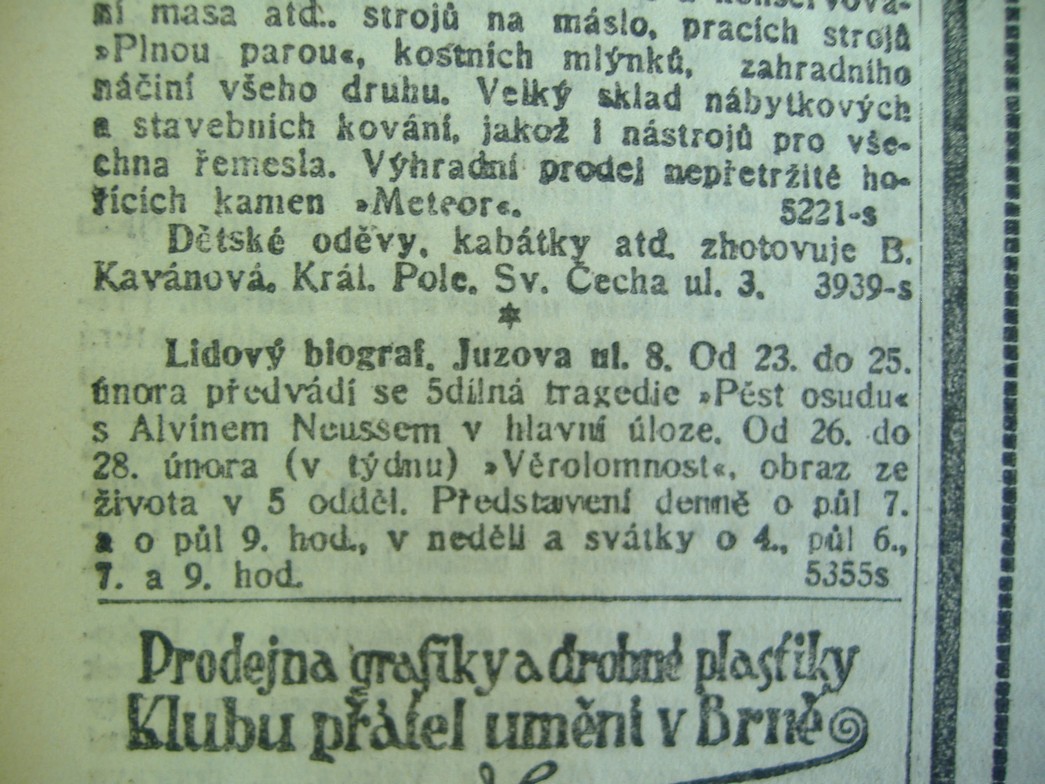 ní masa atd. strojů na máslo, pracích strojů
»Plnou parou«, kostních mlýnků, zahradního
náčiní všeho druhu. Velký sklad nábytkových
a stavebních kování, jakož i nástrojů pro vše-
chna řemesla. Výhradní prodej nepřetržitě ho-
řících kamen »Meteor«. 5221-s
Dětské oděvy, kabátky atd. zhotovuje B.
Kavánová, Král. Pole, Sv. Čecha ul. 3. 3939-s
*
Lidový biograf, Juzova ul. 8. Od 23. do 25.
února předvádí se 5dílná tragedie »Pěst osudu«
s Alvínem Neussem v hlavní úloze. Od 26. do
28. února (v týdnu) »Věrolomnost«, obraz ze
života v 5 odděl. Představení denně o půl 7.
a o půl 9. hod., v neděli a svátky o 4., půl 6.,
7. a 9. hod. 5355s
Prodejna grafiky a drobné plastiky
Klubu přátel umění v Brně